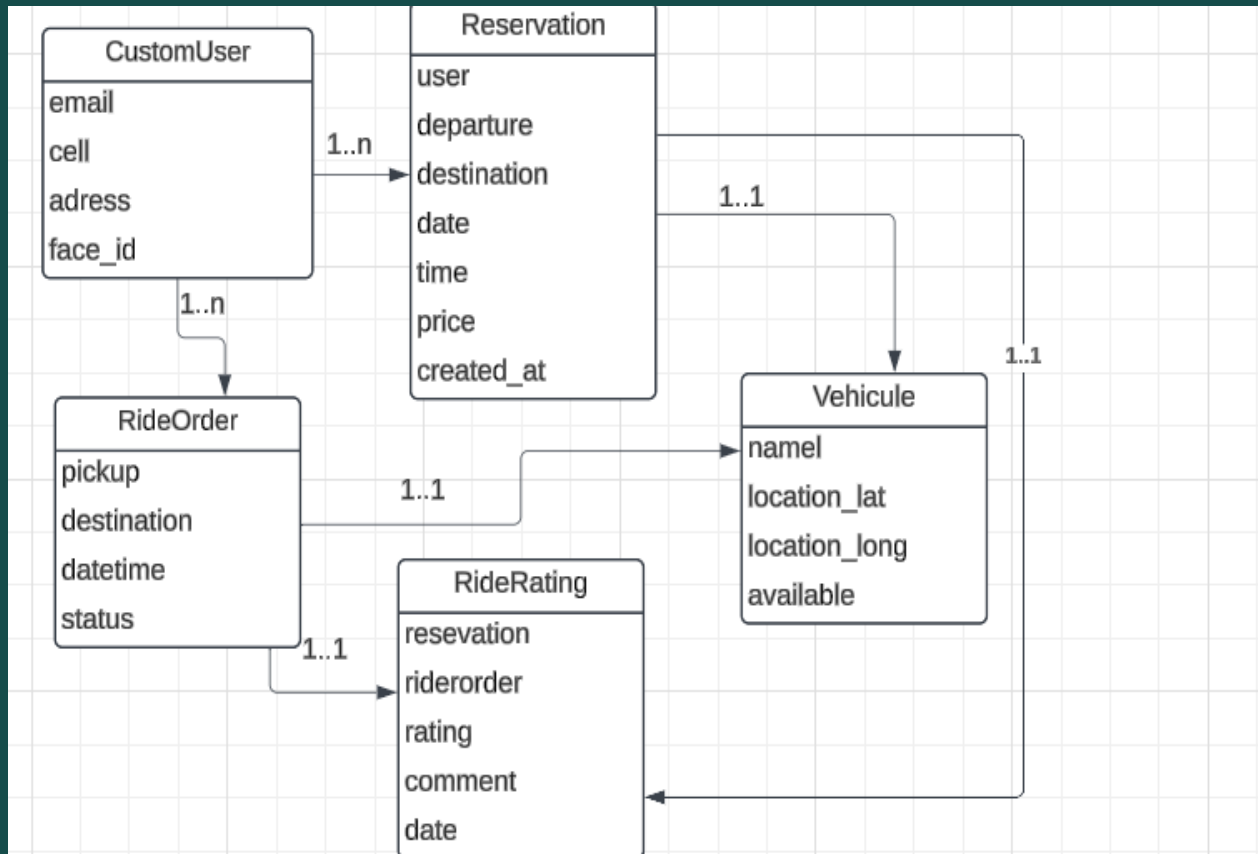 CustomUser
email
cell
adress
face_id
1..n
Reservation
user
departure
destination
date
time
price
created_at
1..n
1..1
1..1
RideOrder
pickup
destination
datetime
status
1..1
Vehicule
namel
location_lat
location_long
available
1..1
RideRating
resevation
riderorder
rating
comment
date